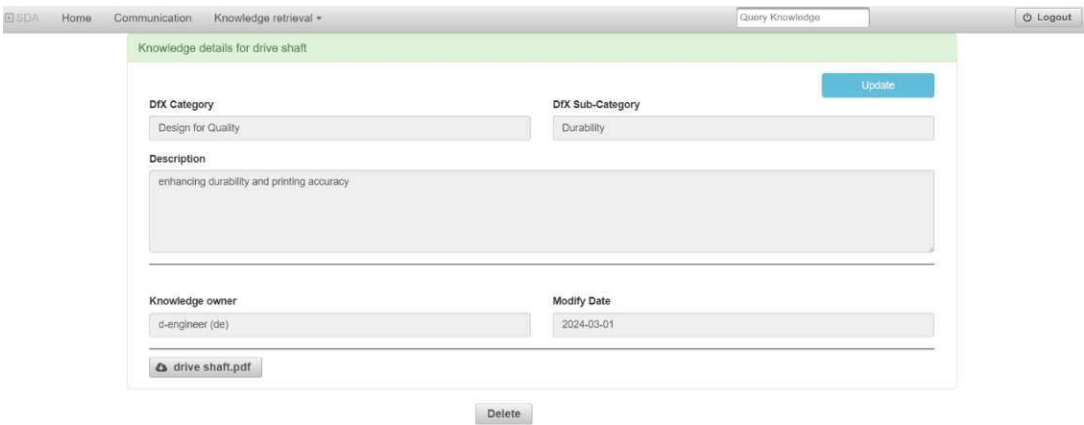 SDA Home Communication Knowledge retrieval Query Knowledge Logout
Knowledge details for drive shaft
Update
DfX Category DfX Sub-Category
Design for Quality Durability
Description
enhancing durability and printing accuracy
Knowledge owner Modify Date
d-engineer (de) 2024-03-01
drive shaft.pdf
Delete